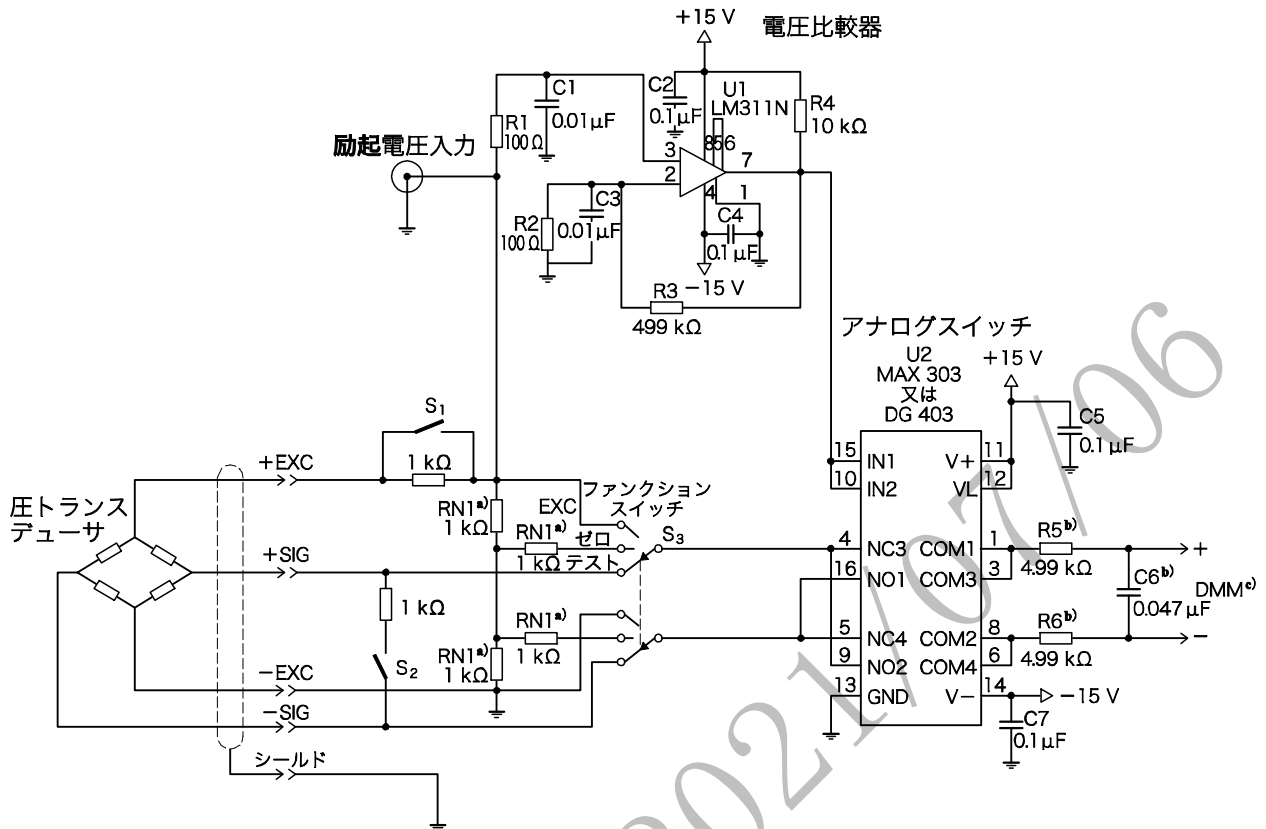 +15 V
電圧比較器
C1
0.01μF
C2
0.1μF
U1
LM311N
R4
10 kΩ
R1
100 Ω
励起電圧入力
3
2
856
7
4
1
R2
100 Ω
C3
0.01μF
C4
0.1μF
−15 V
R3
499 kΩ
アナログスイッチ
U2
MAX 303
又は
DG 403
+15 V
C5
0.1μF
S1
1 kΩ
+EXC
圧トランス
デューサ
+SIG
1 kΩ
S2
−EXC
−SIG
シールド
RN1a)
1 kΩ
EXC
ファンクション
スイッチ
RN1a)
1 kΩ
ゼロ
テスト
S3
RN1a)
1 kΩ
RN1a)
1 kΩ
15 IN1 V+ 11
10 IN2 VL 12
4 NC3 COM1 1
16 NO1 COM3 3
5 NC4 COM2 8
9 NO2 COM4 6
13 GND V− 14
R5b)
4.99 kΩ
+
C6b)
0.047μF
DMMc)
R6b)
4.99 kΩ
−
−15 V
C7
0.1μF
2021/07/06